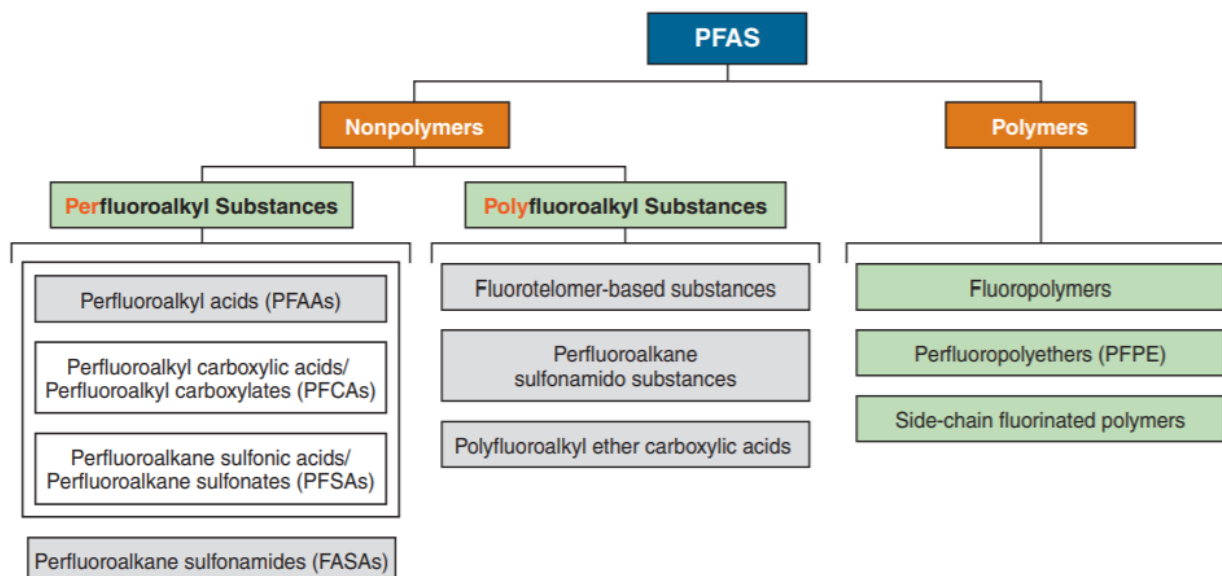 PFAS
Nonpolymers
Polymers
Perfluoroalkyl Substances
Polyfluoroalkyl Substances
Perfluoroalkyl acids (PFAAs)
Perfluoroalkyl carboxylic acids/
Perfluoroalkyl carboxylates (PFCAs)
Perfluoroalkane sulfonic acids/
Perfluoroalkane sulfonates (PFSAs)
Perfluoroalkane sulfonamides (FASAs)
Fluorotelomer-based substances
Perfluoroalkane
sulfonamido substances
Polyfluoroalkyl ether carboxylic acids
Fluoropolymers
Perfluoropolyethers (PFPE)
Side-chain fluorinated polymers